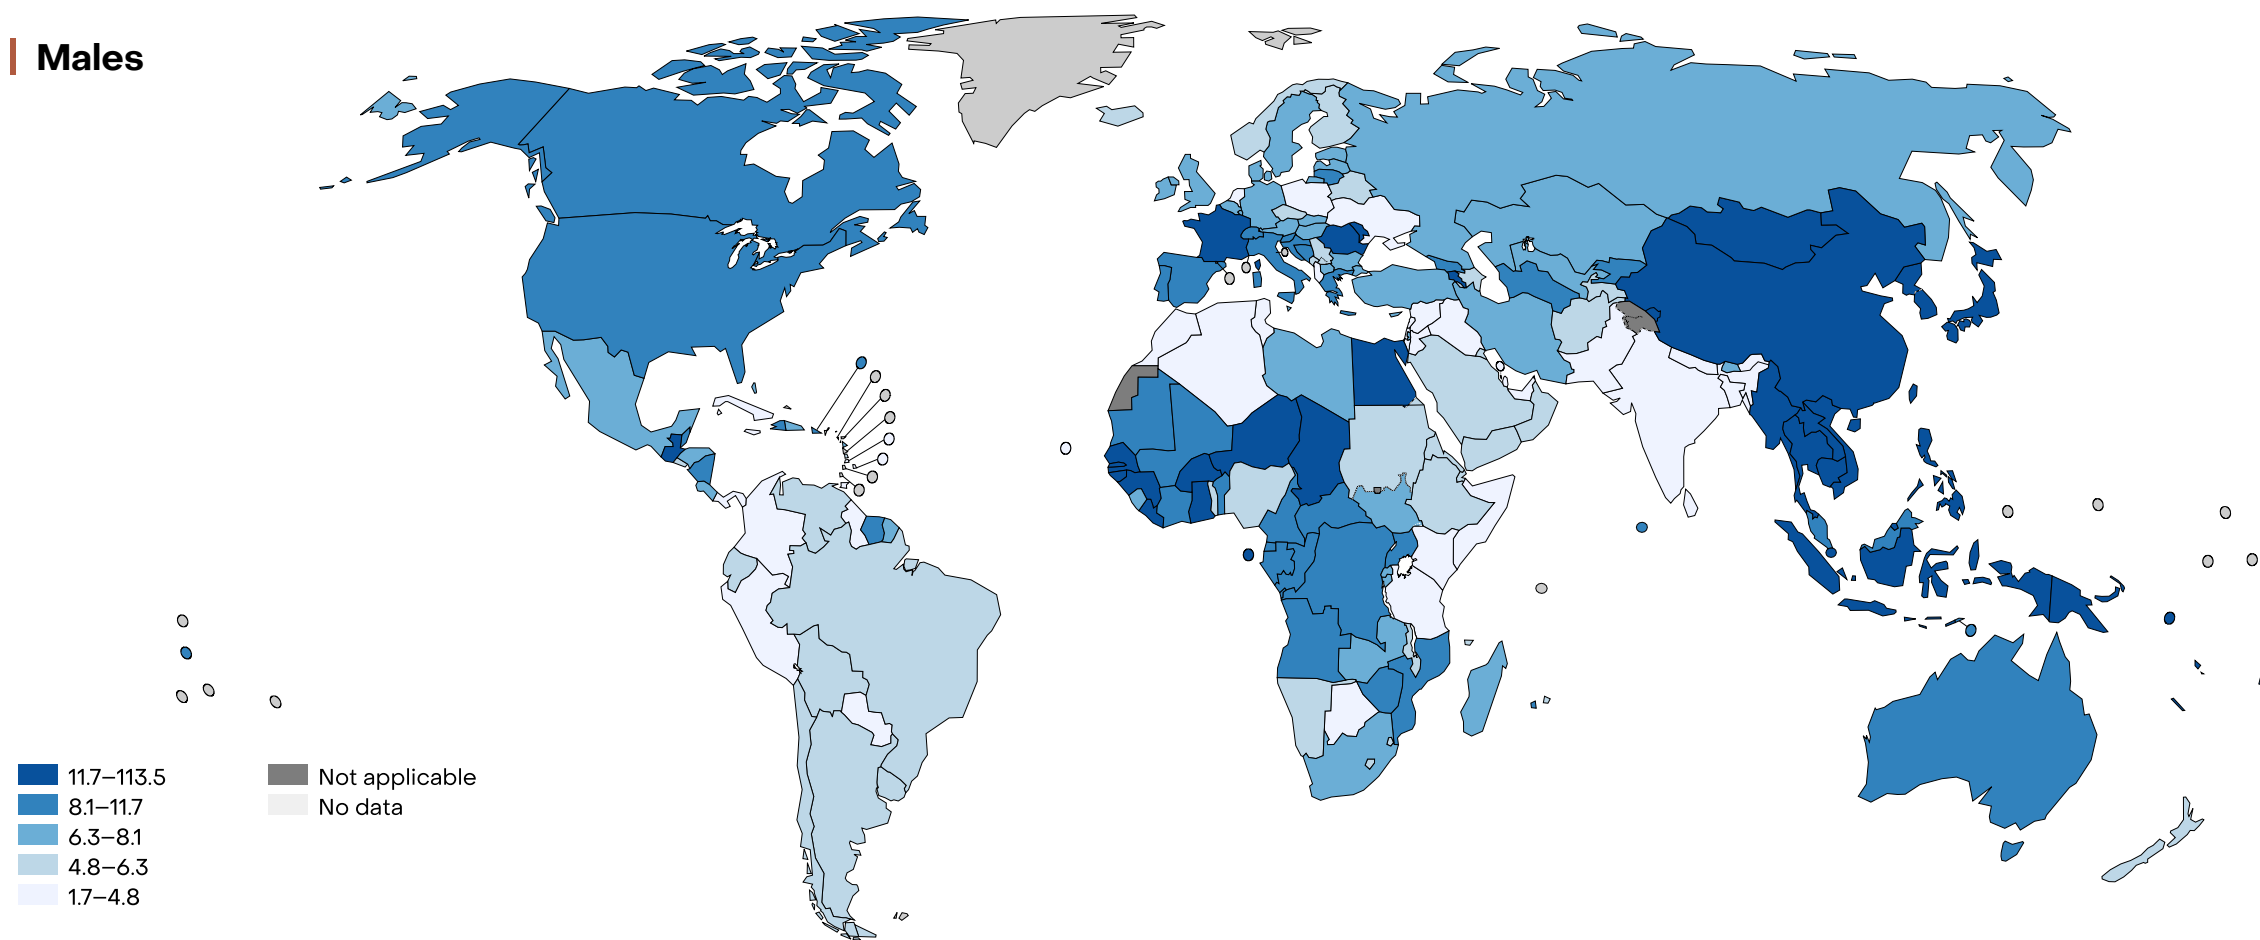 Males
11.7–113.5
8.1–11.7
6.3–8.1
4.8–6.3
1.7–4.8
Not applicable
No data